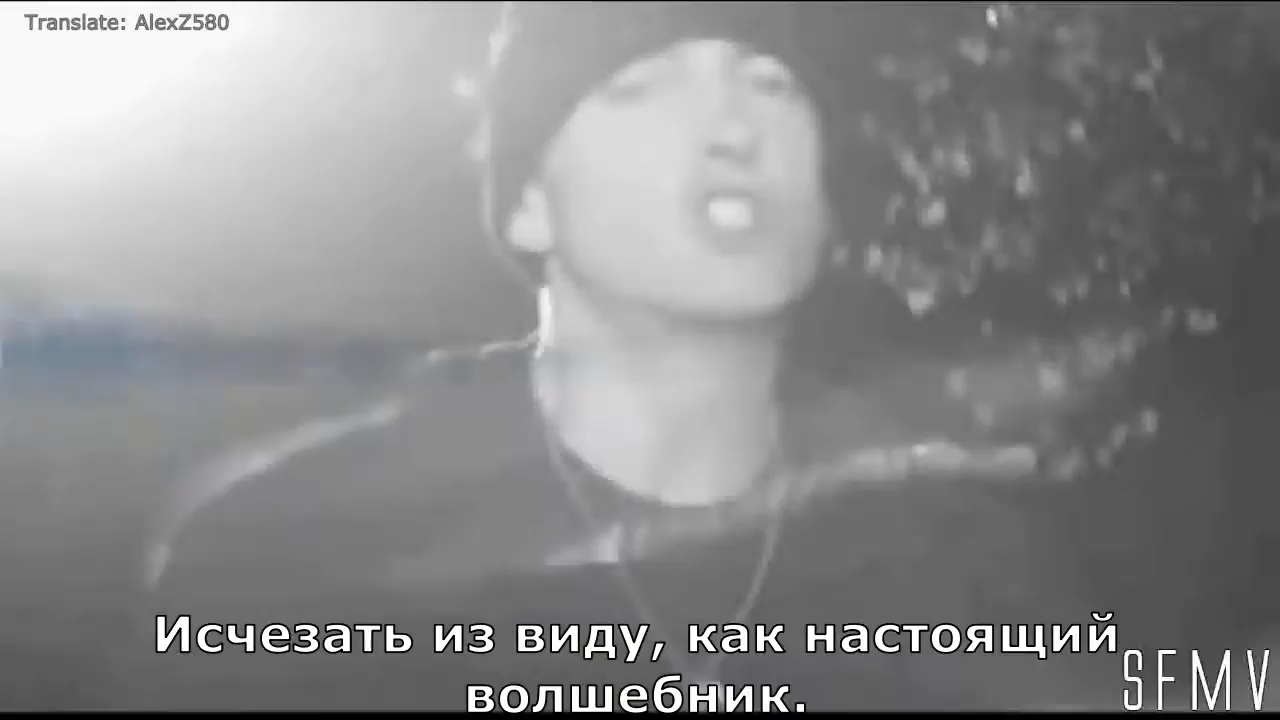 Translate: AlexZ580
Исчезать из виду, как настоящий
волшебник.
SFMV